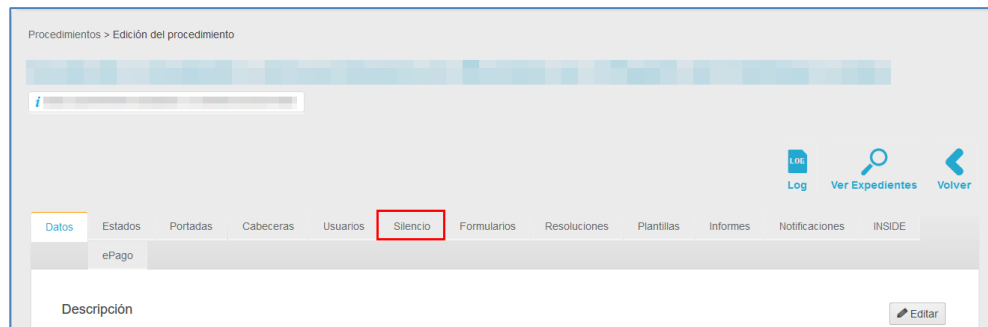 Procedimientos > Edición del procedimiento
i
LOG
Log Ver Expedientes Volver
Datos Estados Portadas Cabeceras Usuarios Silencio Formularios Resoluciones Plantillas Informes Notificaciones INSIDE
ePago
Descripción Editar